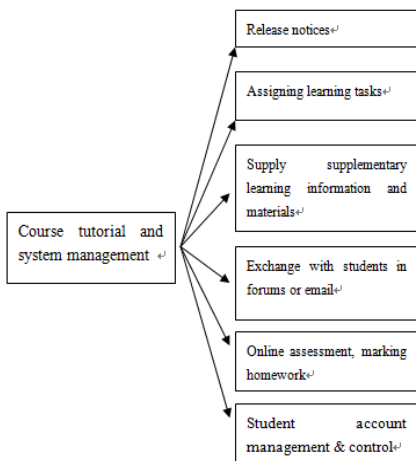 Release notices
Assigning learning tasks
Supply supplementary
learning information and
materials
Course tutorial and
system management
Exchange with students in
forums or email
Online assessment, marking
homework
Student account
management & control